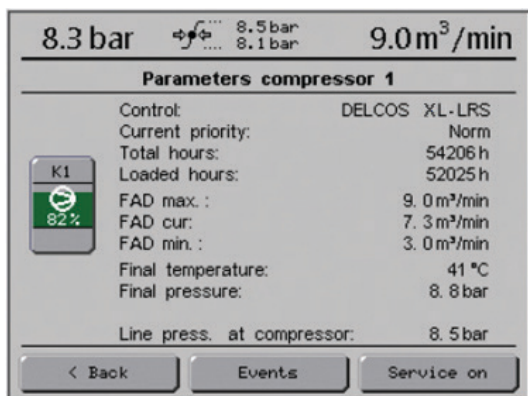 8.3 bar 8.5 bar 9.0 m³/min
8.1 bar
Parameters compressor 1
Control: DELCOS XL-LRS
Current priority: Norm
Total hours: 54206 h
Loaded hours: 52025 h
K1
82%
FAD max. : 9. 0 m³/min
FAD cur: 7. 3 m³/min
FAD min. : 3. 0 m³/min
Final temperature: 41 °C
Final pressure: 8. 8 bar
Line press. at compressor: 8. 5 bar
< Back Events Service on